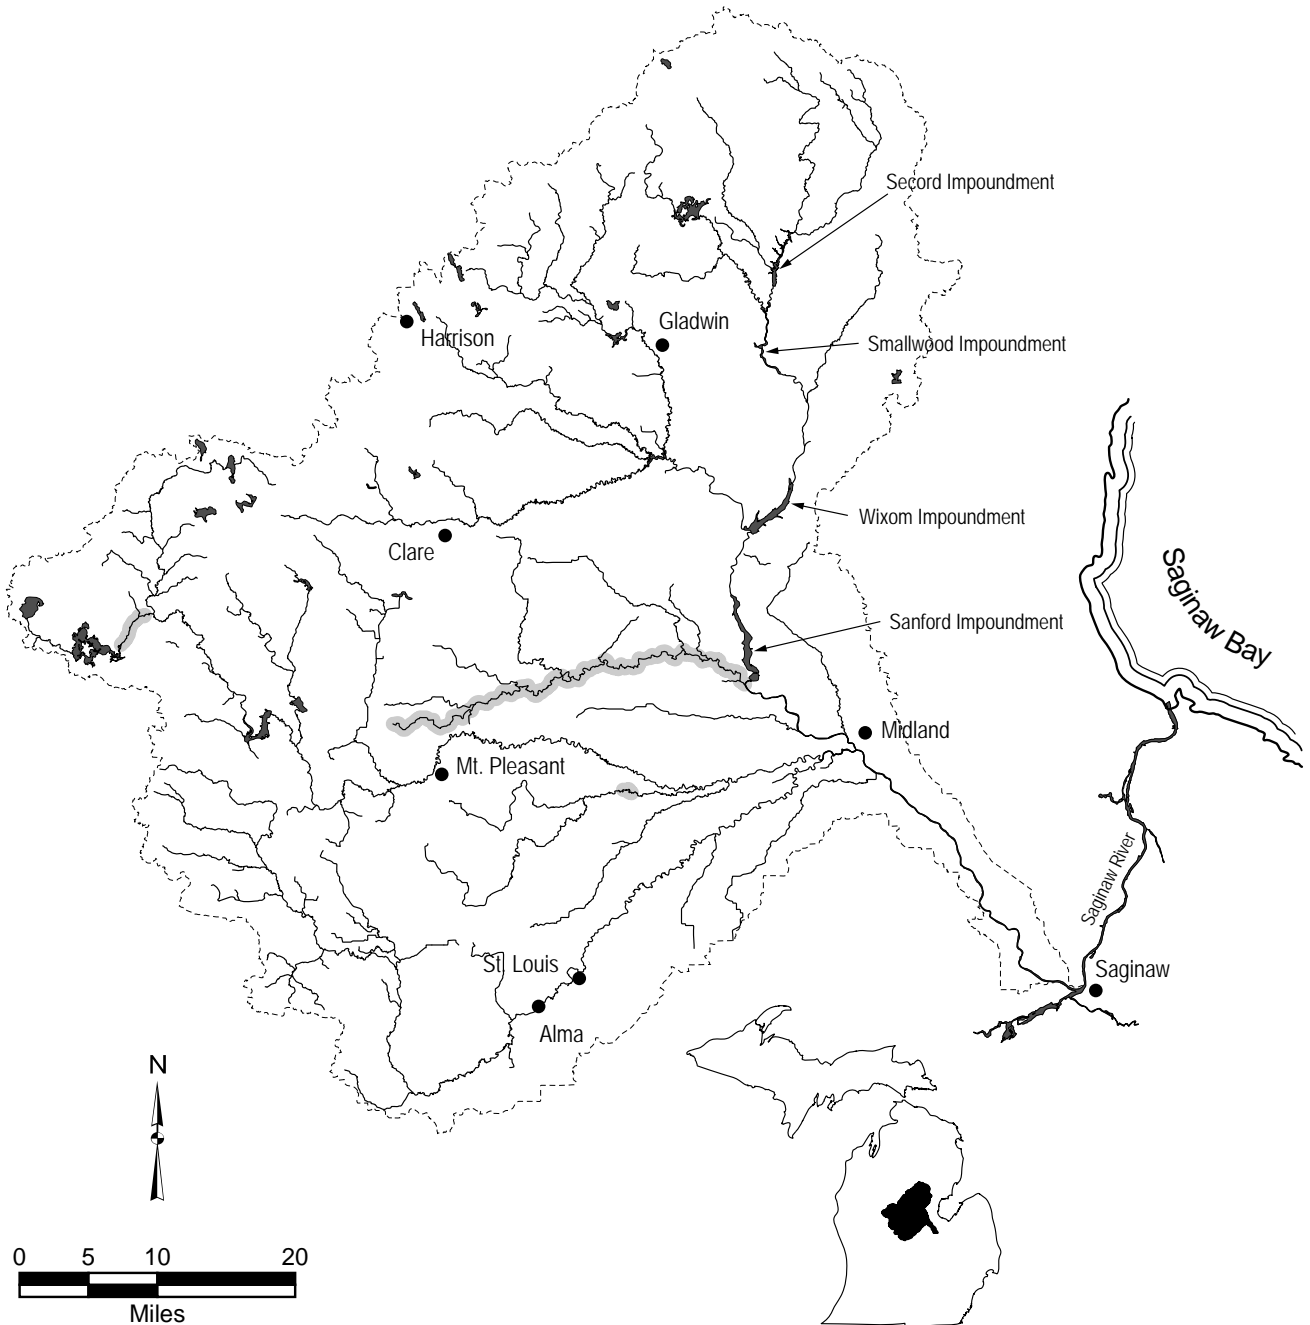 Secord Impoundment
Gladwin
Harrison
Smallwood Impoundment
Wixom Impoundment
Clare
Saginaw Bay
Sanford Impoundment
Midland
Mt. Pleasant
Saginaw River
St. Louis
Saginaw
Alma
N
0 5 10 20
Miles